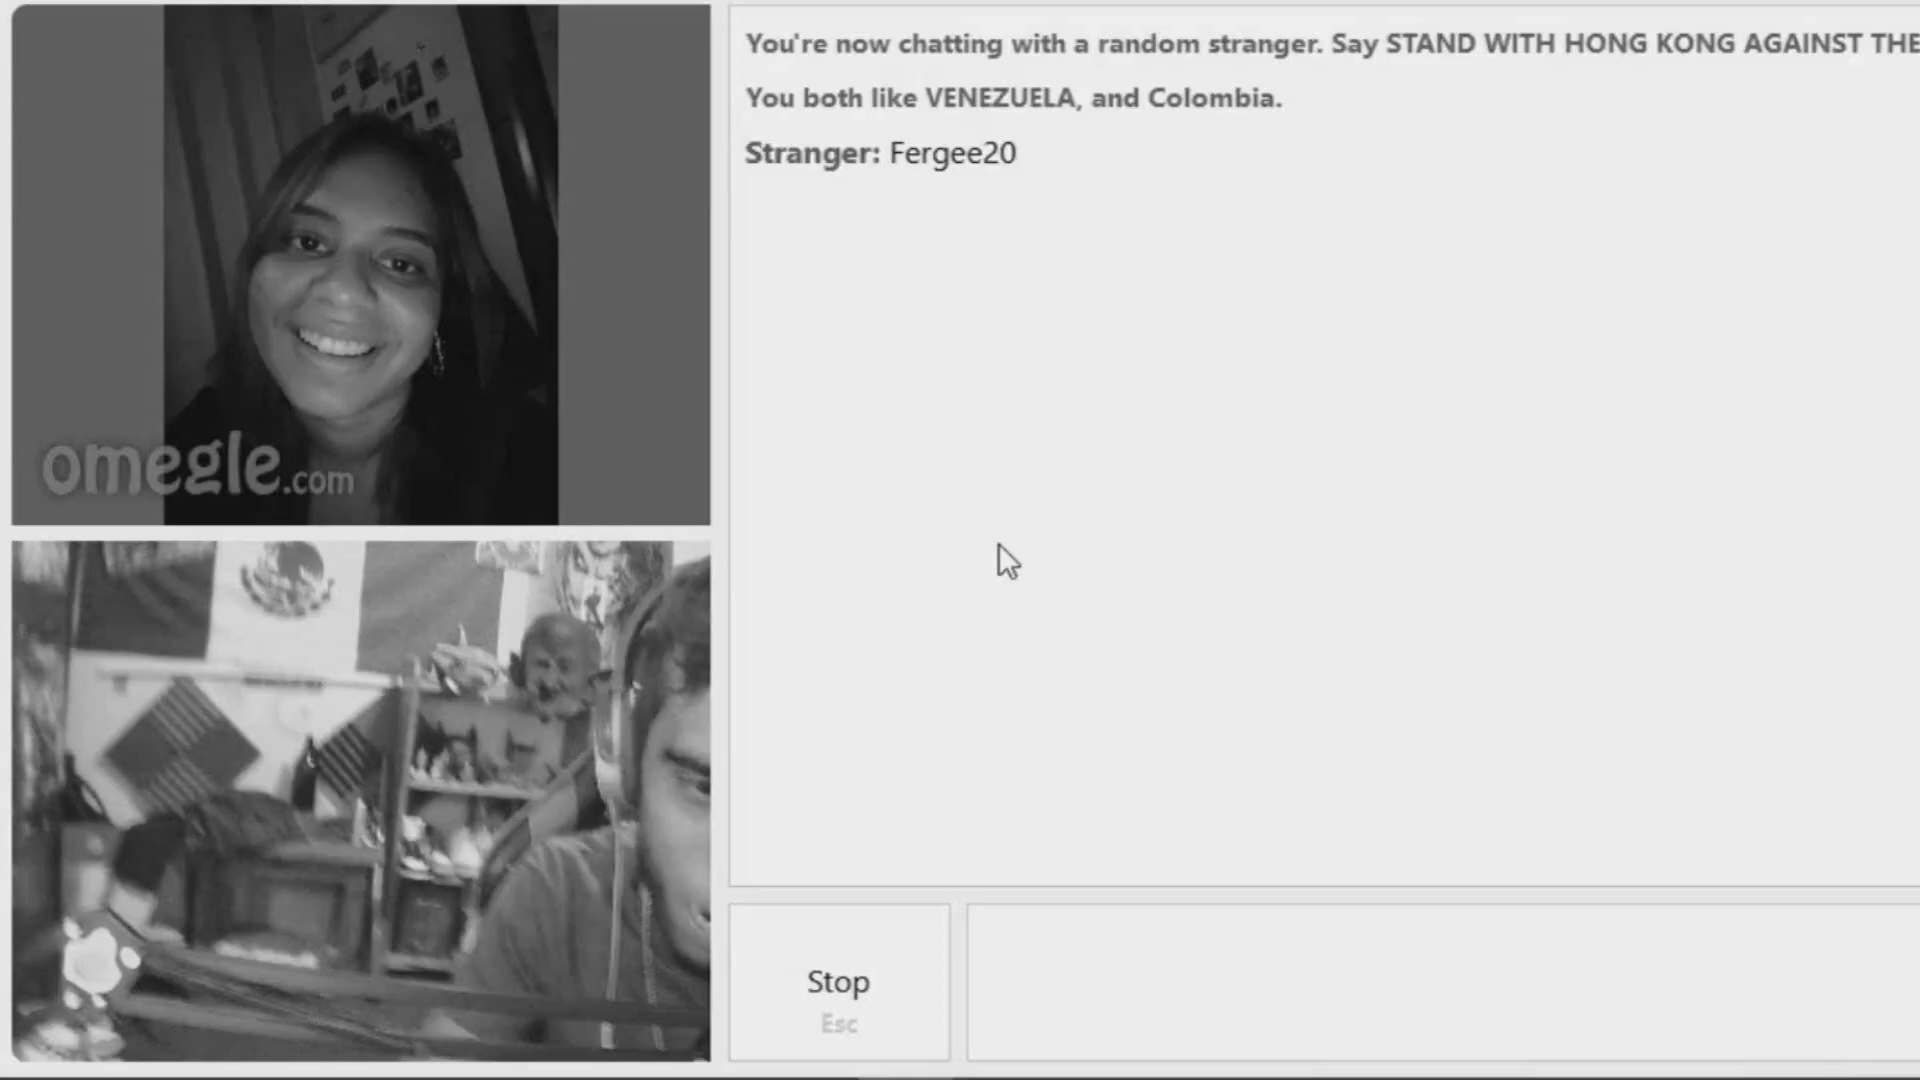 You're now chatting with a random stranger. Say STAND WITH HONG KONG AGAINST THE
You both like VENEZUELA, and Colombia.
Stranger: Fergee20
omegle.com
Stop
Esc